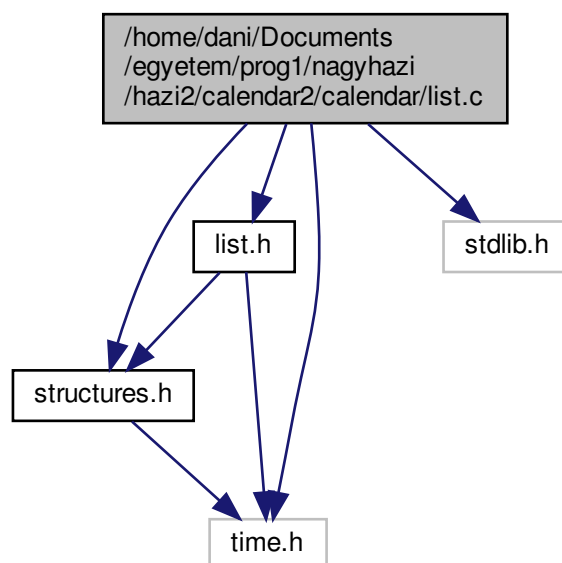 /home/dani/Documents
/egyetem/prog1/nagyhazi
/hazi2/calendar2/calendar/list.c
list.h
stdlib.h
structures.h
time.h